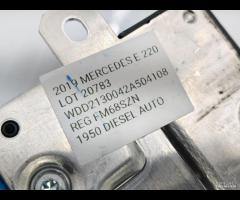 2019 MERCEDES E 220
LOT 20783
WDD2130042A504108
REG FM68SZN
1950 DIESEL AUTO